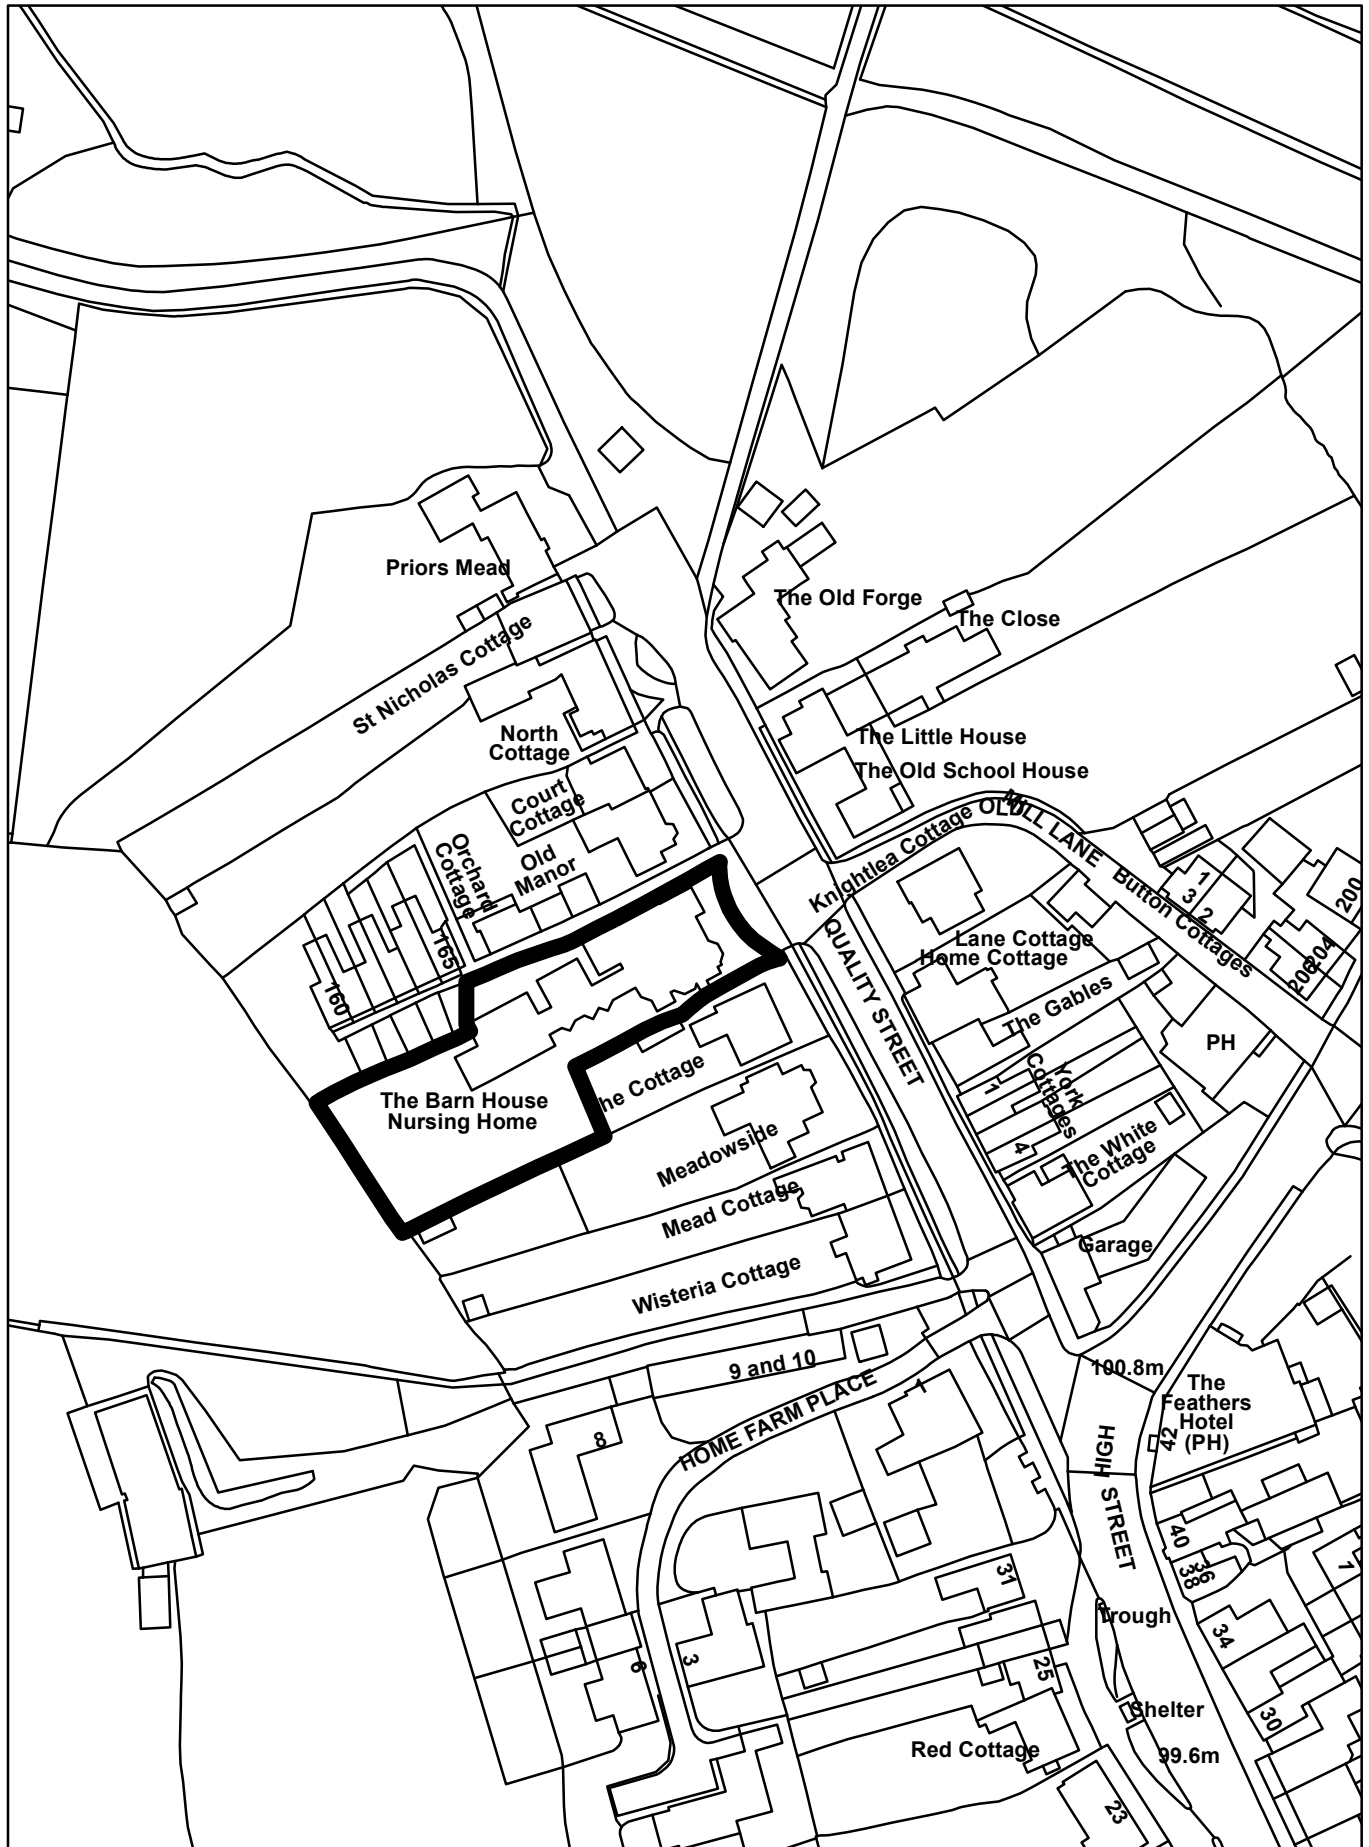 Priors Mead
The Old Forge
The Close
St Nicholas Cottage
North
Cottage
The Little House
The Old School House
Court
Cottage
Orchard
Cottage
Old
Manor
Knightlea Cottage
OLD
MILL LANE
Button Cottages
1
3
2
200
204
206
165
160
QUALITY STREET
Lane Cottage
Home Cottage
The Gables
PH
The Barn House
Nursing Home
he Cottage
1
York
Cottages
4
The White
Cottage
Meadowside
Mead Cottage
Garage
Wisteria Cottage
9 and 10
HOME FARM PLACE
1
100.8m
The
Feathers
Hotel
(PH)
42
8
HIGH
STREET
40
36
38
1
31
Trough
34
6
3
25
Shelter
30
Red Cottage
99.6m
23